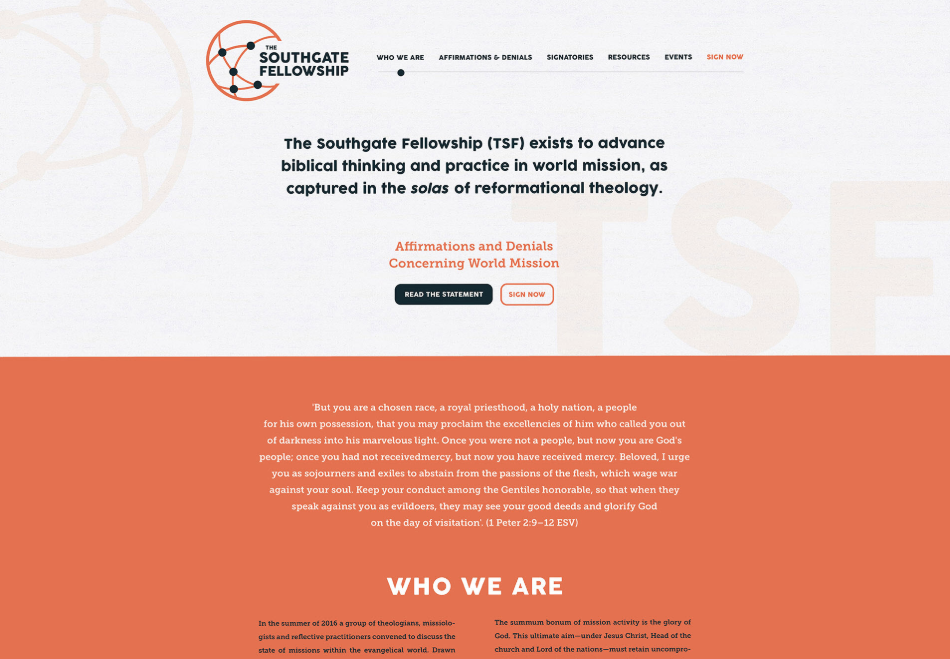 THE
SOUTHGATE
FELLOWSHIP
WHO WE ARE AFFIRMATIONS & DENIALS SIGNATORIES RESOURCES EVENTS SIGN NOW
The Southgate Fellowship (TSF) exists to advance
biblical thinking and practice in world mission, as
captured in the solas of reformational theology.
TSF
Affirmations and Denials
Concerning World Mission
READ THE STATEMENT SIGN NOW
'But you are a chosen race, a royal priesthood, a holy nation, a people
for his own possession, that you may proclaim the excellencies of him who called you out
of darkness into his marvelous light. Once you were not a people, but now you are God's
people; once you had not receivedmercy, but now you have received mercy. Beloved, I urge
you as sojourners and exiles to abstain from the passions of the flesh, which wage war
against your soul. Keep your conduct among the Gentiles honorable, so that when they
speak against you as evildoers, they may see your good deeds and glorify God
on the day of visitation'. (1 Peter 2:9–12 ESV)
WHO WE ARE
In the summer of 2016 a group of theologians, missiolo-
gists and reflective practitioners convened to discuss the
state of missions within the evangelical world. Drawn
The summum bonum of mission activity is the glory of
God. This ultimate aim—under Jesus Christ, Head of the
church and Lord of the nations—must retain uncompro-